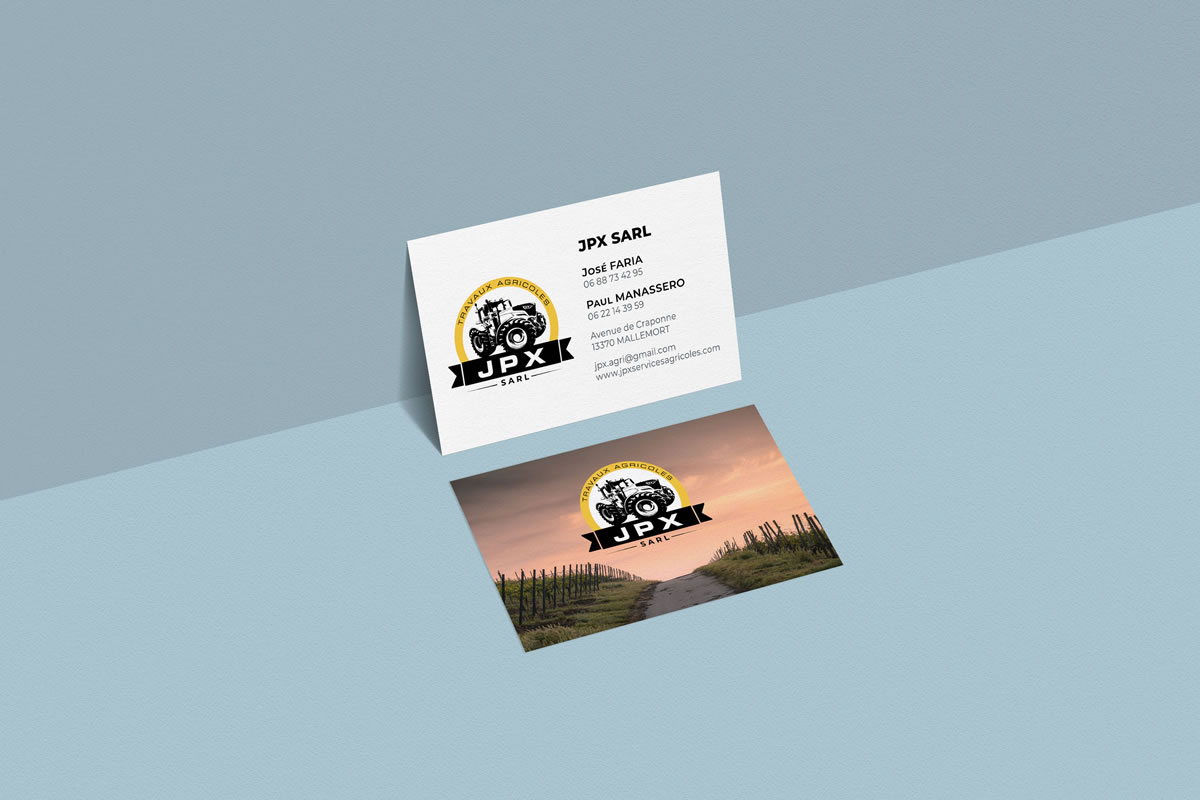 JPX SARL
José FARIA
06 88 73 42 95
Paul MANASSERO
06 22 14 39 59
Avenue de Craponne
13370 MALLEMORT
jpx.agri@gmail.com
www.jpxservicesagricoles.com
TRAVAUX AGRICOLES
JPX
SARL
TRAVAUX AGRICOLES
JPX
SARL